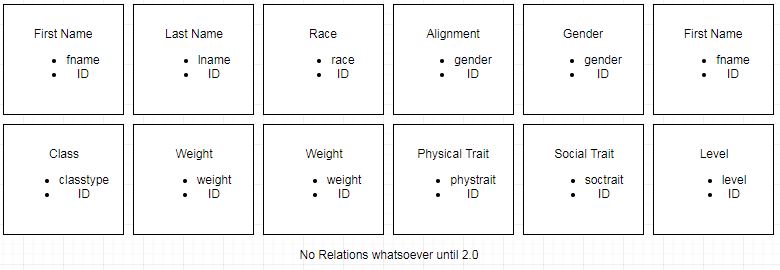 First Name
fname
ID
Last Name
lname
ID
Race
race
ID
Alignment
gender
ID
Gender
gender
ID
First Name
fname
ID
Class
classtype
ID
Weight
weight
ID
Weight
weight
ID
Physical Trait
phystrait
ID
Social Trait
soctrait
ID
Level
level
ID
No Relations whatsoever until 2.0